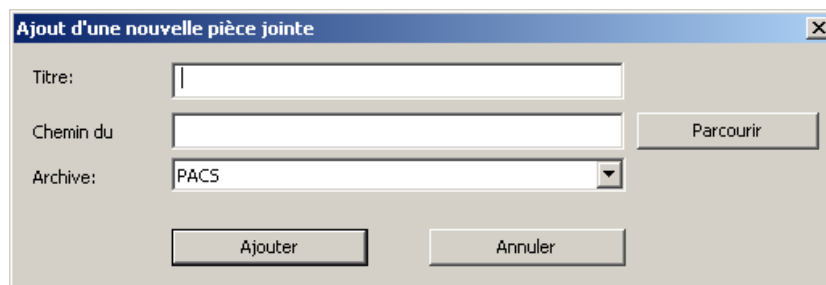 Ajout d'une nouvelle pièce jointe
Titre:
Chemin du
Parcourir
Archive:
PACS
Ajouter
Annuler